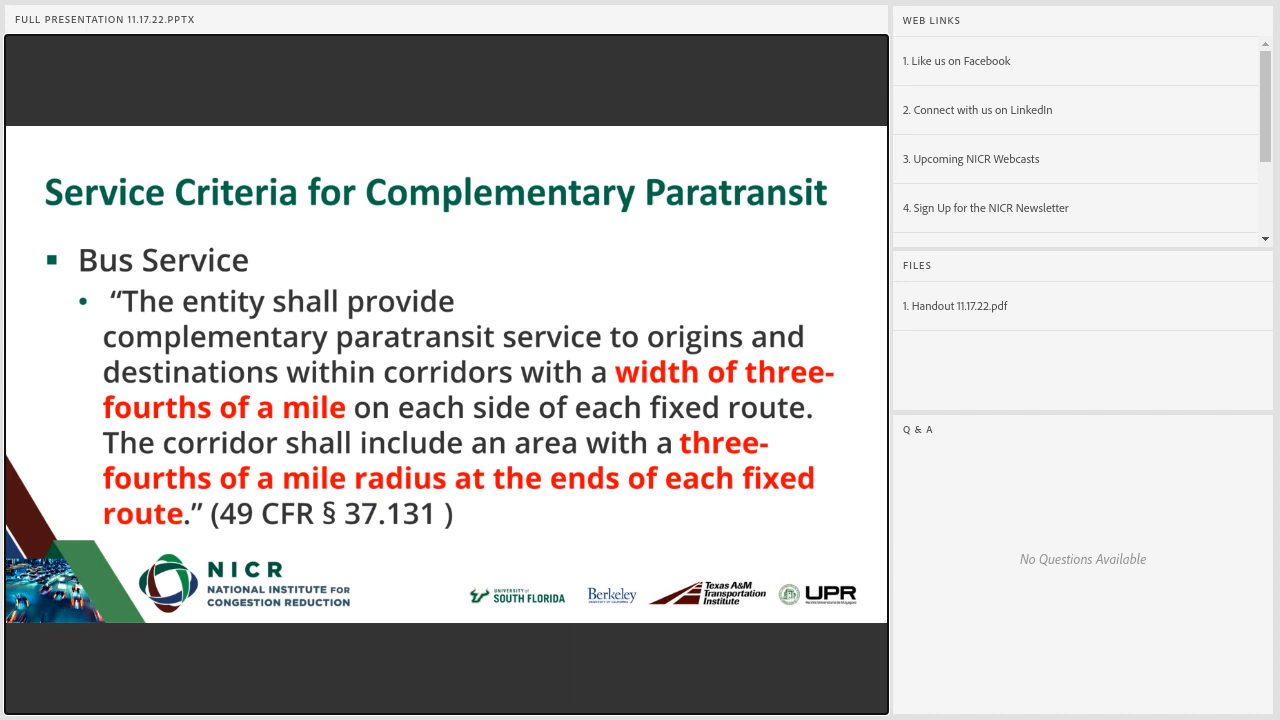 FULL PRESENTATION 11.17.22.PPTX
Service Criteria for Complementary Paratransit
Bus Service
“The entity shall provide
complementary paratransit service to origins and
destinations within corridors with a width of three-
fourths of a mile on each side of each fixed route.
The corridor shall include an area with a three-
fourths of a mile radius at the ends of each fixed
route.” (49 CFR § 37.131 )
NICR
NATIONAL INSTITUTE FOR
CONGESTION REDUCTION
UNIVERSITY of
SOUTH FLORIDA
Berkeley
UNIVERSITY OF CALIFORNIA
Texas A&M
Transportation
Institute
UPR
WEB LINKS
1. Like us on Facebook
2. Connect with us on LinkedIn
3. Upcoming NICR Webcasts
4. Sign Up for the NICR Newsletter
FILES
1. Handout 11.17.22.pdf
Q & A
No Questions Available